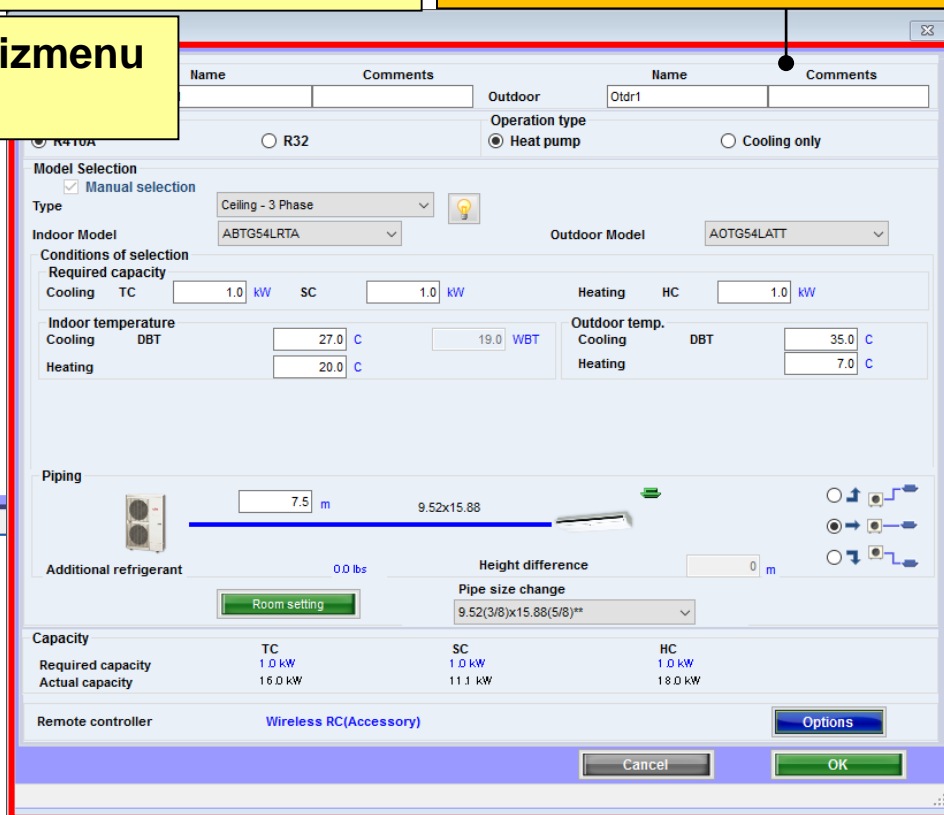 izmenu
Name Comments Name Comments
Outdoor Otdr1
Operation type
R410A R32 Heat pump Cooling only
Model Selection
Manual selection
Type Ceiling - 3 Phase
Indoor Model ABTG54LRTA Outdoor Model AOTG54LATT
Conditions of selection
Required capacity
Cooling TC 1.0 kW SC 1.0 kW Heating HC 1.0 kW
Indoor temperature Outdoor temp.
Cooling DBT 27.0 C 19.0 WBT Cooling DBT 35.0 C
Heating 20.0 C Heating 7.0 C
Piping
7.5 m 9.52x15.88
Additional refrigerant 0.0 lbs Height difference 0 m
Pipe size change
Room setting 9.52(3/8)x15.88(5/8)**
Capacity
TC SC HC
Required capacity 1.0 kW 1.0 kW 1.0 kW
Actual capacity 16.0 kW 11.1 kW 18.0 kW
Remote controller Wireless RC(Accessory) Options
Cancel OK